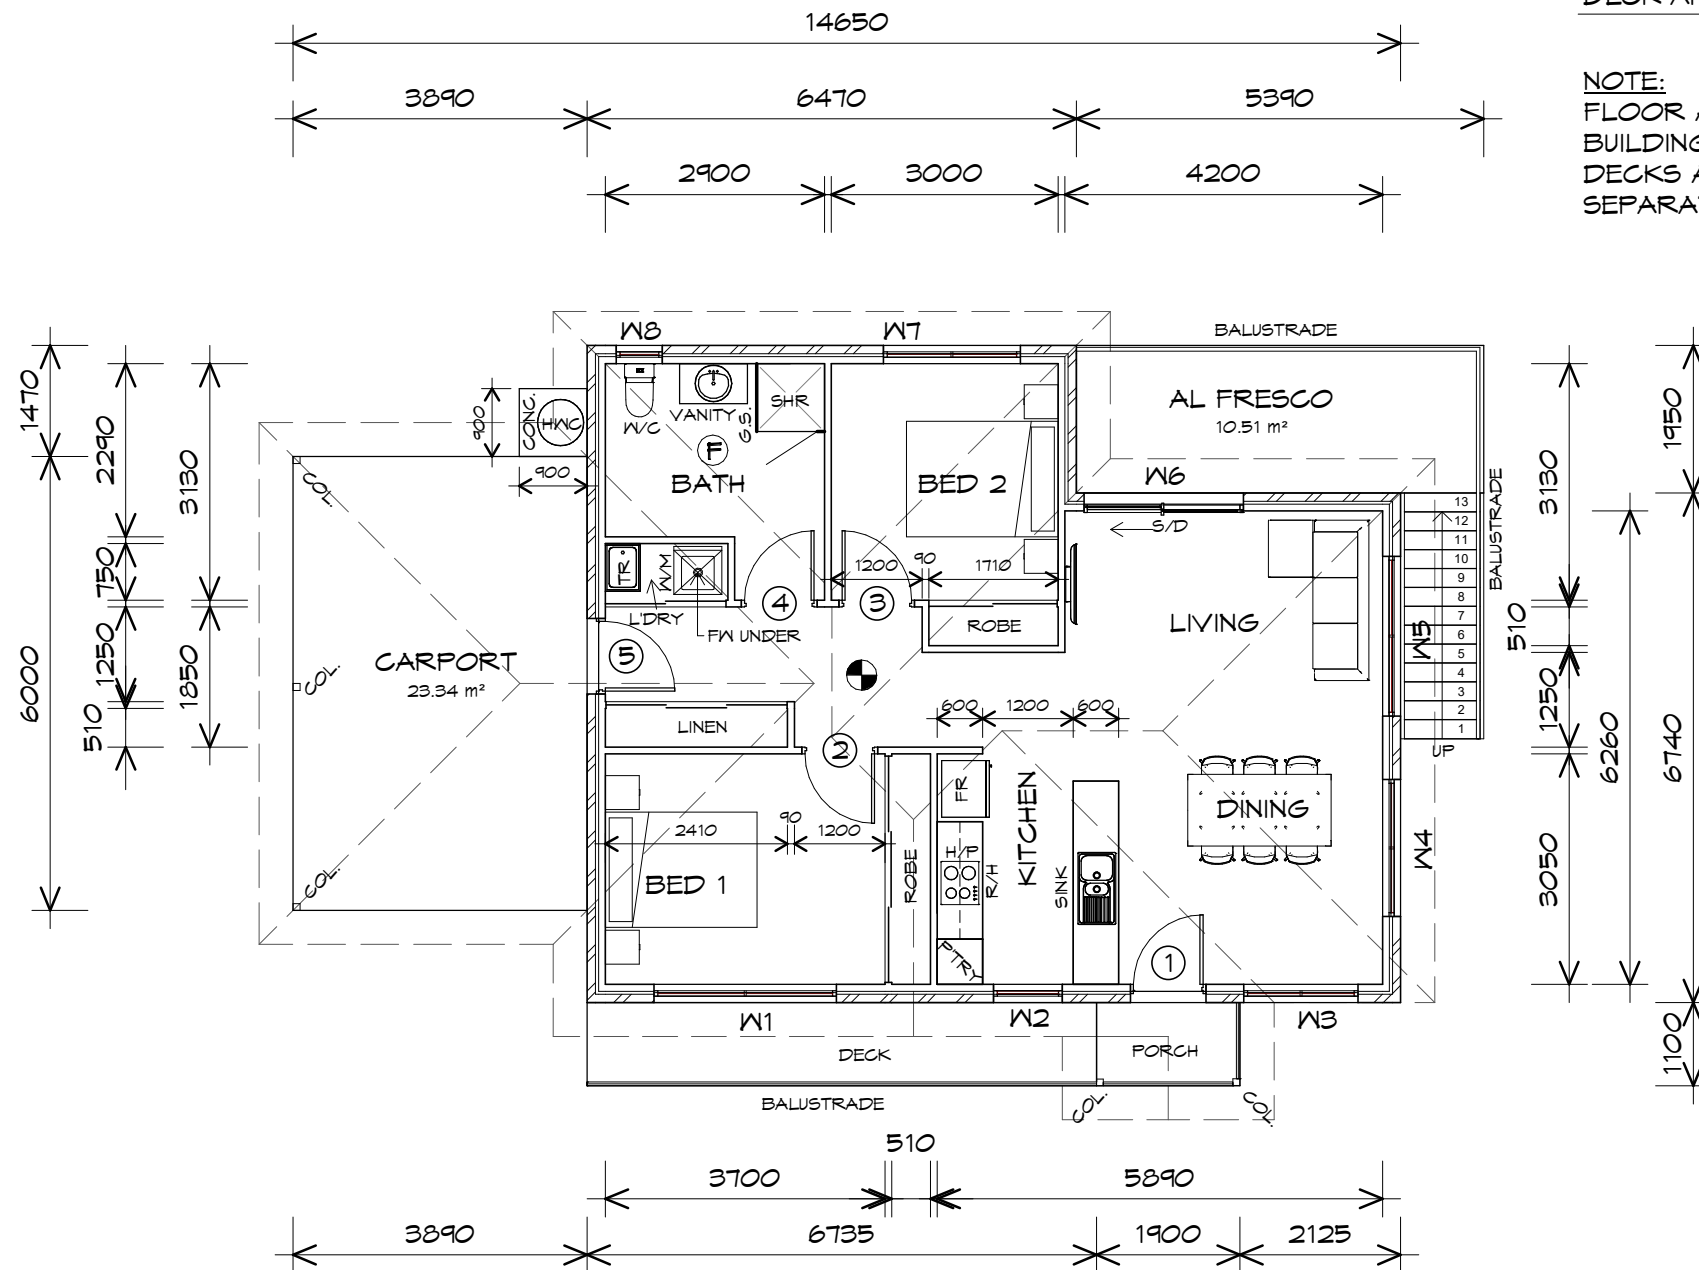 14650
3890 6470 5390
2900 3000 4200
NOTE:
FLOOR
BUILDING
DECKS
W8 W7 BALUSTRADE
1470 2290 3130 900 CONC. HWC
6000 750 1250 510 1850
900
COL.
COL.
COL.
CARPORT
23.34 m²
W/C VANITY G.S. SHR
F
BATH
BED 2
AL FRESCO
10.51 m²
W6
S/D
BALUSTRADE
13
12
11
10
9
8
7
6
5
4
3
2
1
UP
TR W/M
L'DRY
FW UNDER
4 3
1200 90 1710
ROBE
LIVING
W5
5
LINEN
2
600 1200 600
FR
KITCHEN
DINING
W4
2410 90 1200
BED 1
ROBE
H/P
R/H
SINK
P'TRY
1
3130
510
1250
3050
6260
1950
6740
1100
W1 W2 W3
DECK PORCH
BALUSTRADE
COL. COL.
510
3700 5890
3890 6735 1900 2125